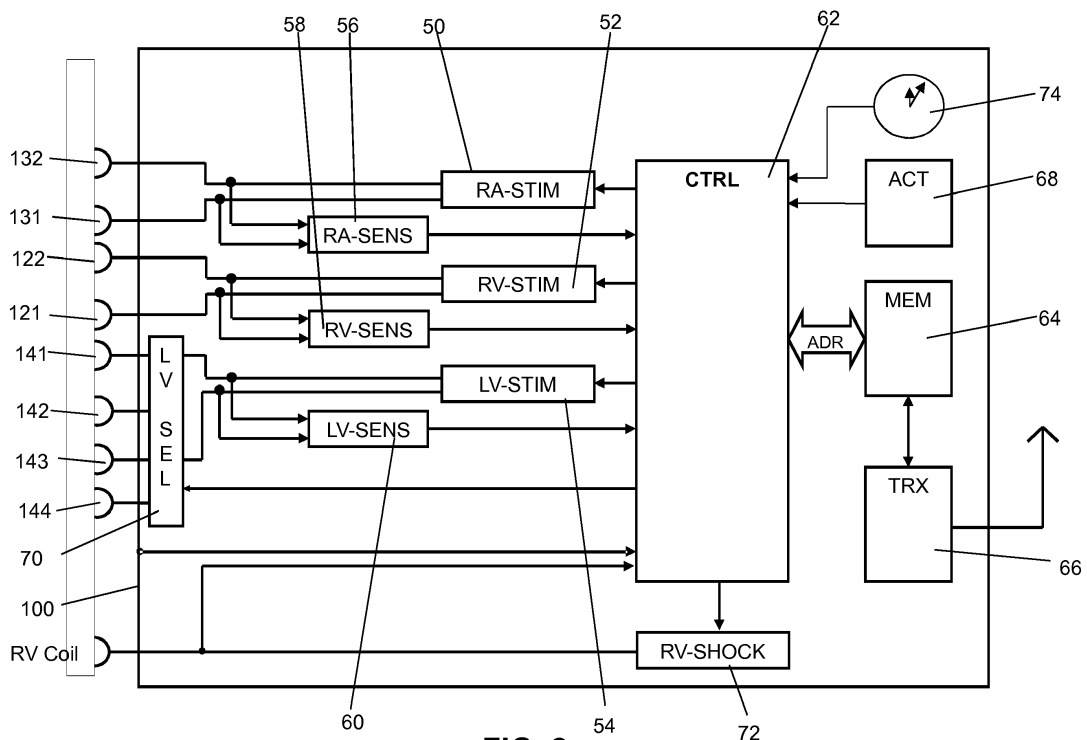 58
56
50
52
62
74
132
RA-STIM
CTRL
ACT
68
131
RA-SENS
122
RV-STIM
MEM
121
RV-SENS
64
ADR
141
LV SEL
LV-STIM
142
LV-SENS
143
TRX
144
70
66
100
RV Coil
RV-SHOCK
60
54
72